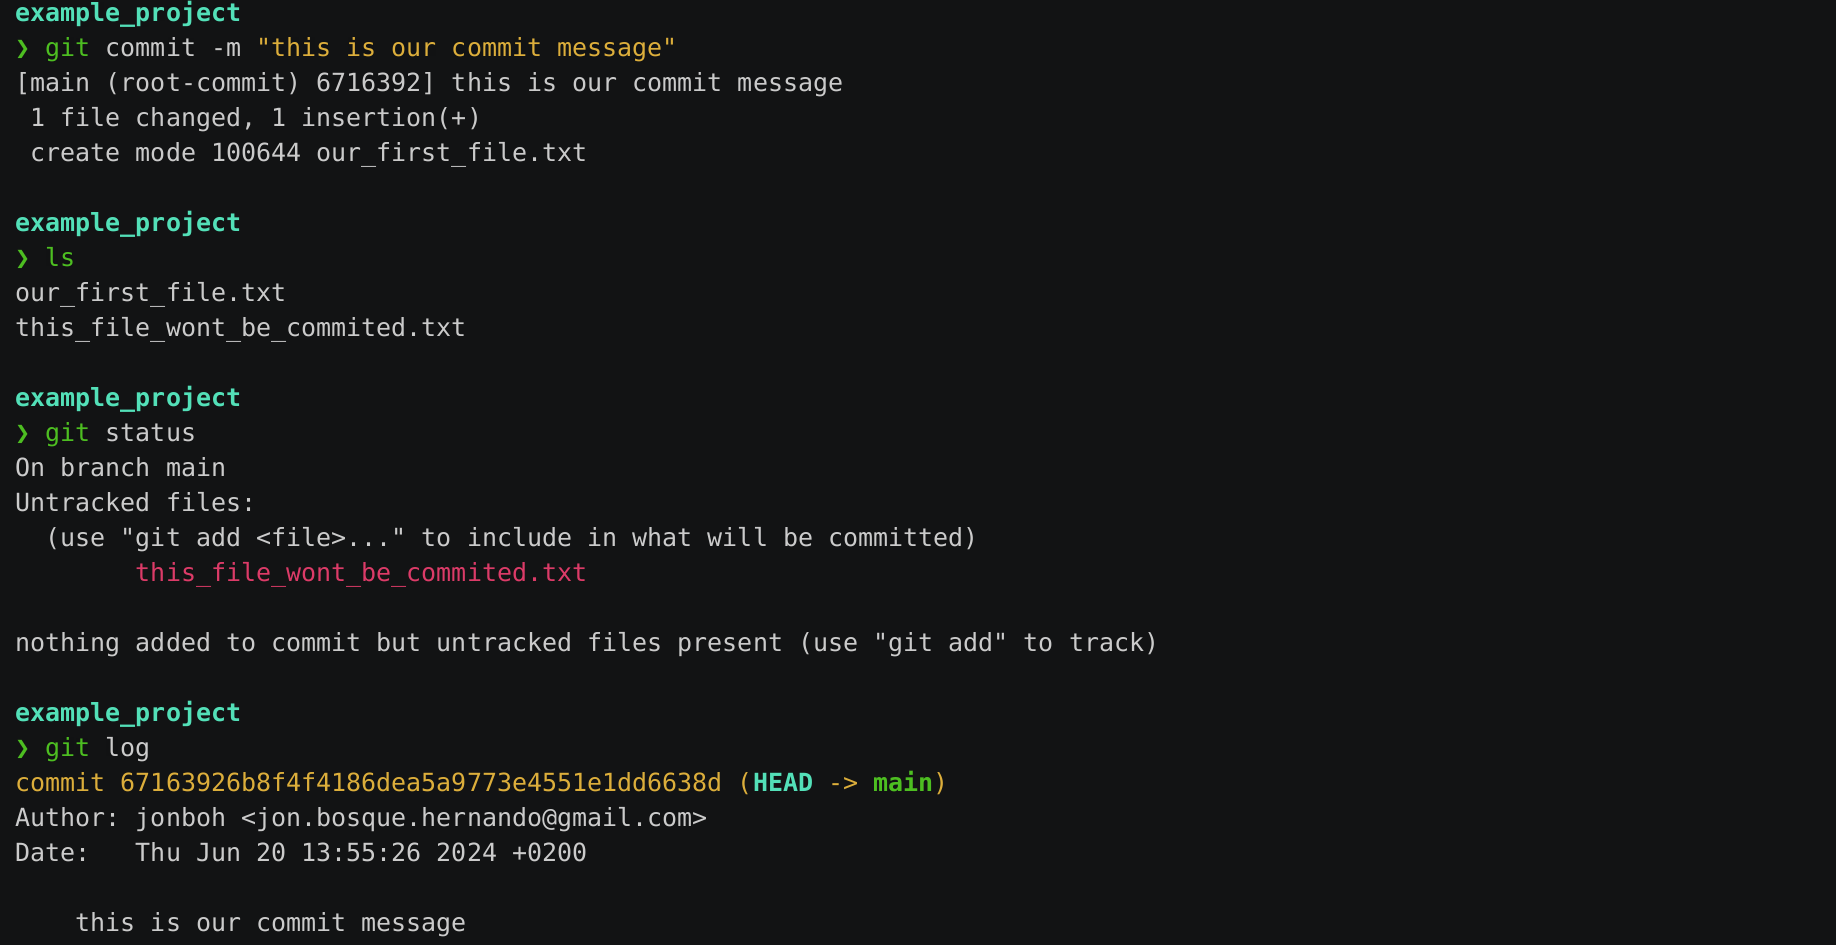 example_project
❯ git commit -m "this is our commit message"
[main (root-commit) 6716392] this is our commit message
 1 file changed, 1 insertion(+)
 create mode 100644 our_first_file.txt
example_project
❯ ls
our_first_file.txt
this_file_wont_be_commited.txt
example_project
❯ git status
On branch main
Untracked files:
  (use "git add <file>..." to include in what will be committed)
        this_file_wont_be_commited.txt
nothing added to commit but untracked files present (use "git add" to track)
example_project
❯ git log
commit 67163926b8f4f4186dea5a9773e4551e1dd6638d (HEAD -> main)
Author: jonboh <jon.bosque.hernando@gmail.com>
Date:   Thu Jun 20 13:55:26 2024 +0200
    this is our commit message